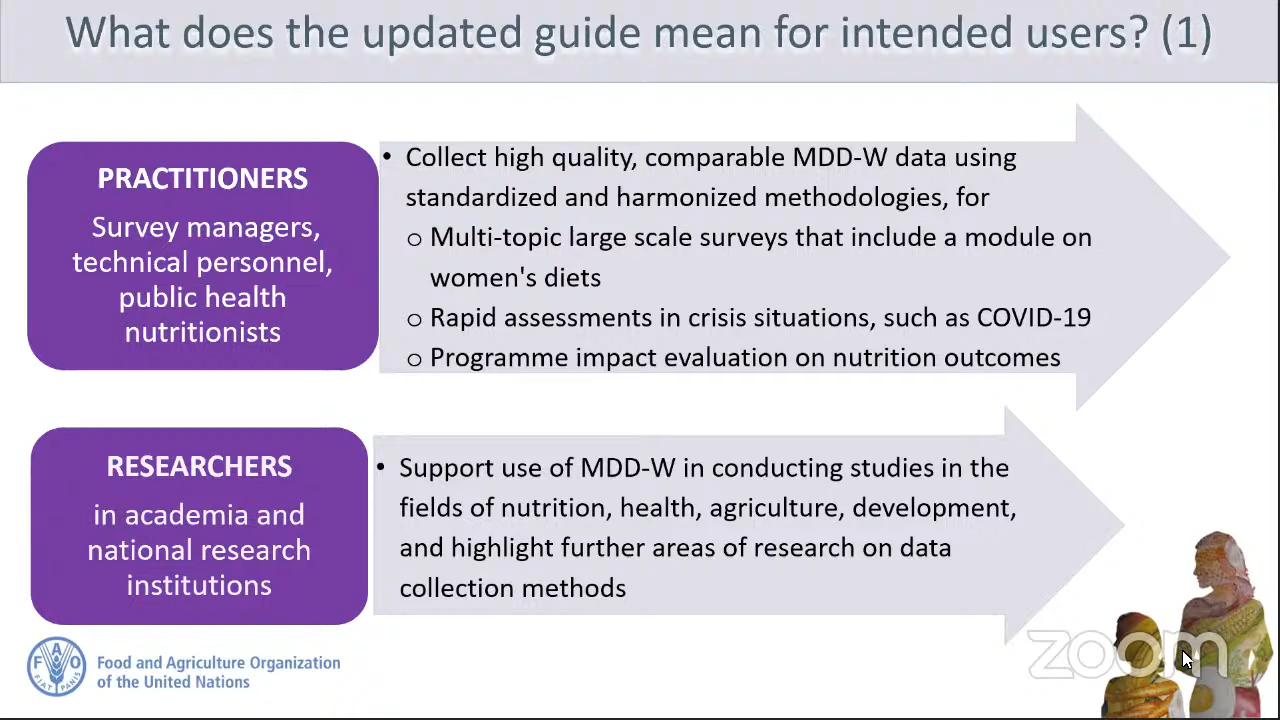 What does the updated guide mean for intended users? (1)
PRACTITIONERS
Survey managers,
technical personnel,
public health
nutritionists
• Collect high quality, comparable MDD-W data using
standardized and harmonized methodologies, for
o Multi-topic large scale surveys that include a module on
women's diets
o Rapid assessments in crisis situations, such as COVID-19
o Programme impact evaluation on nutrition outcomes
RESEARCHERS
in academia and
national research
institutions
• Support use of MDD-W in conducting studies in the
fields of nutrition, health, agriculture, development,
and highlight further areas of research on data
collection methods
F A O
FIAT PANIS
Food and Agriculture Organization
of the United Nations
zoom